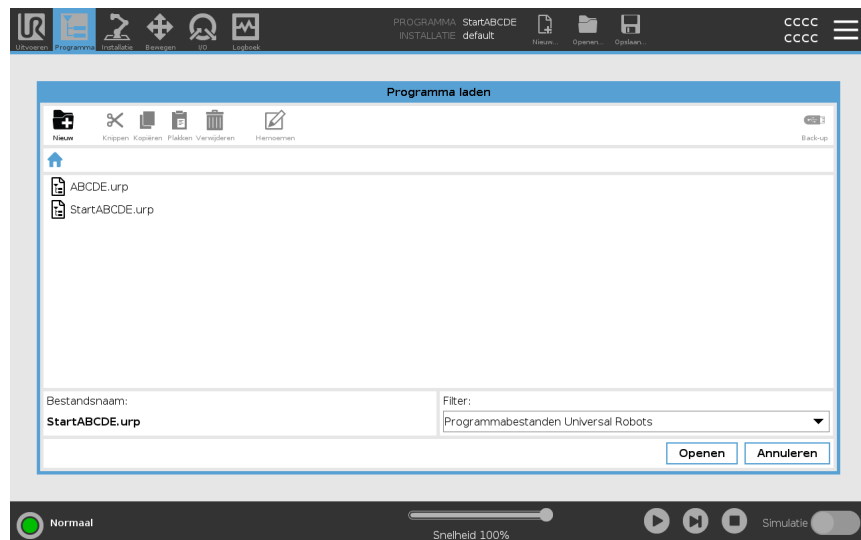 PROGRAMMA StartABCDE
INSTALLATIE default
CCCC
CCCC
Uitvoeren Programma Installatie Bewegen I/O Logboek Nieuw... Openen... Opslaan...
Programma laden
Nieuw Knippen Kopiëren Plakken Verwijderen Hernoemen Back-up
ABCDE.urp
StartABCDE.urp
Bestandsnaam: Filter:
StartABCDE.urp Programmabestanden Universal Robots
Openen Annuleren
Normaal Snelheid 100% Simulatie